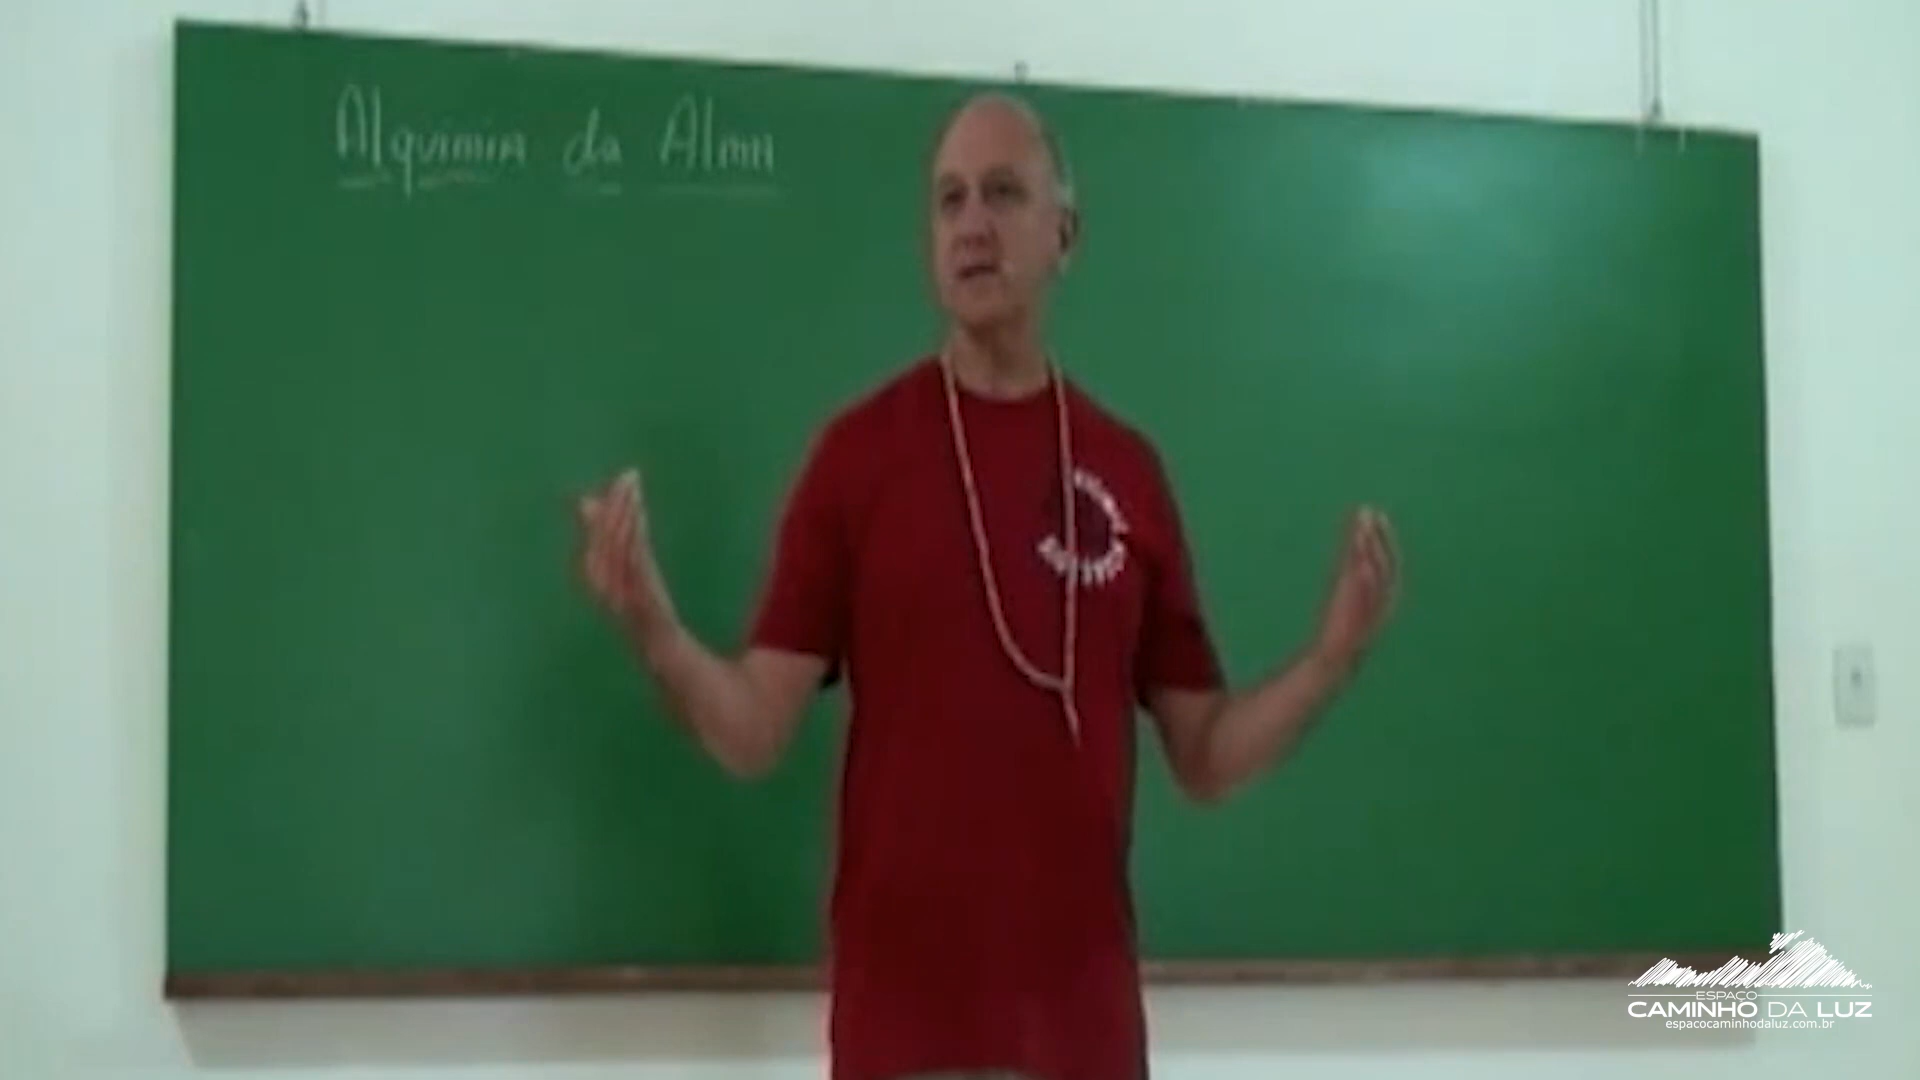 Alquimia da Alma
ESPAÇO
CAMINHO DA LUZ
espacocaminhodaluz.com.br